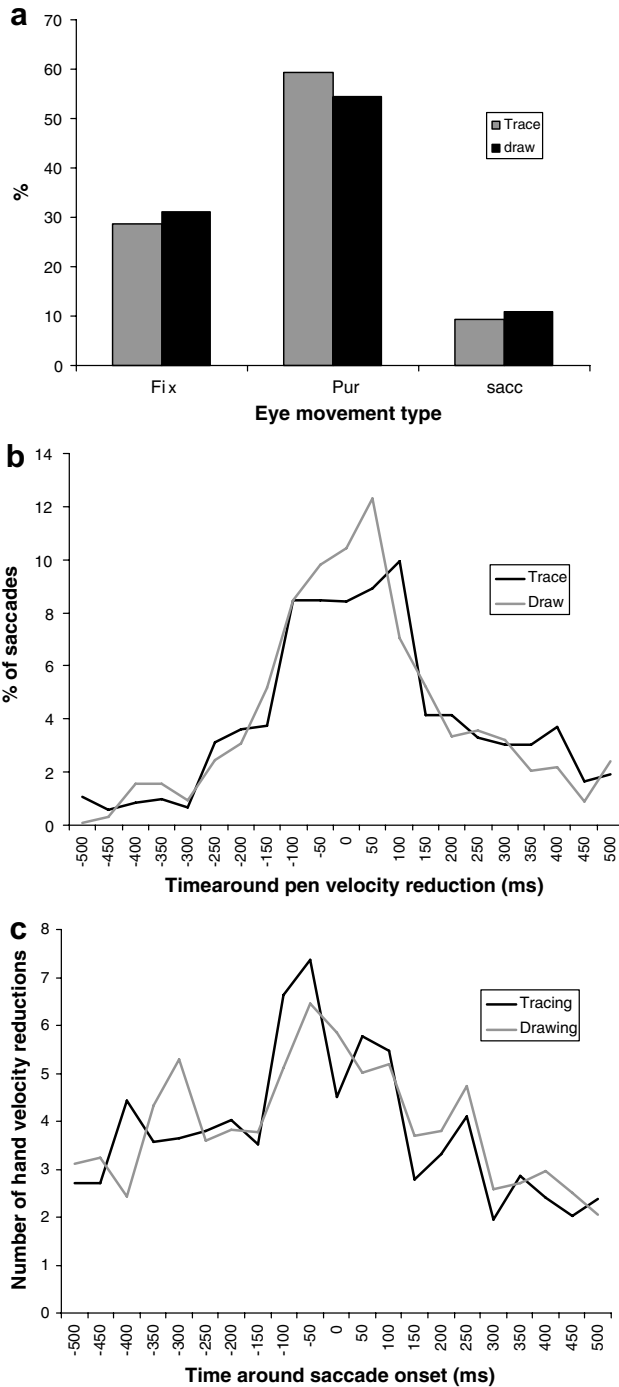 a
70
60
50
40
30
20
10
0
%
Trace
draw
Fix Pur sacc
Eye movement type
b
14
12
10
8
6
4
2
0
% of saccades
Trace
Draw
-500 -450 -400 -350 -300 -250 -200 -150 -100 -50 0 50 100 150 200 250 300 350 400 450 500
Timearound pen velocity reduction (ms)
c
8
7
6
5
4
3
2
1
0
Number of hand velocity reductions
Tracing
Drawing
-500 -450 -400 -350 -300 -250 -200 -150 -100 -50 0 50 100 150 200 250 300 350 400 450 500
Time around saccade onset (ms)